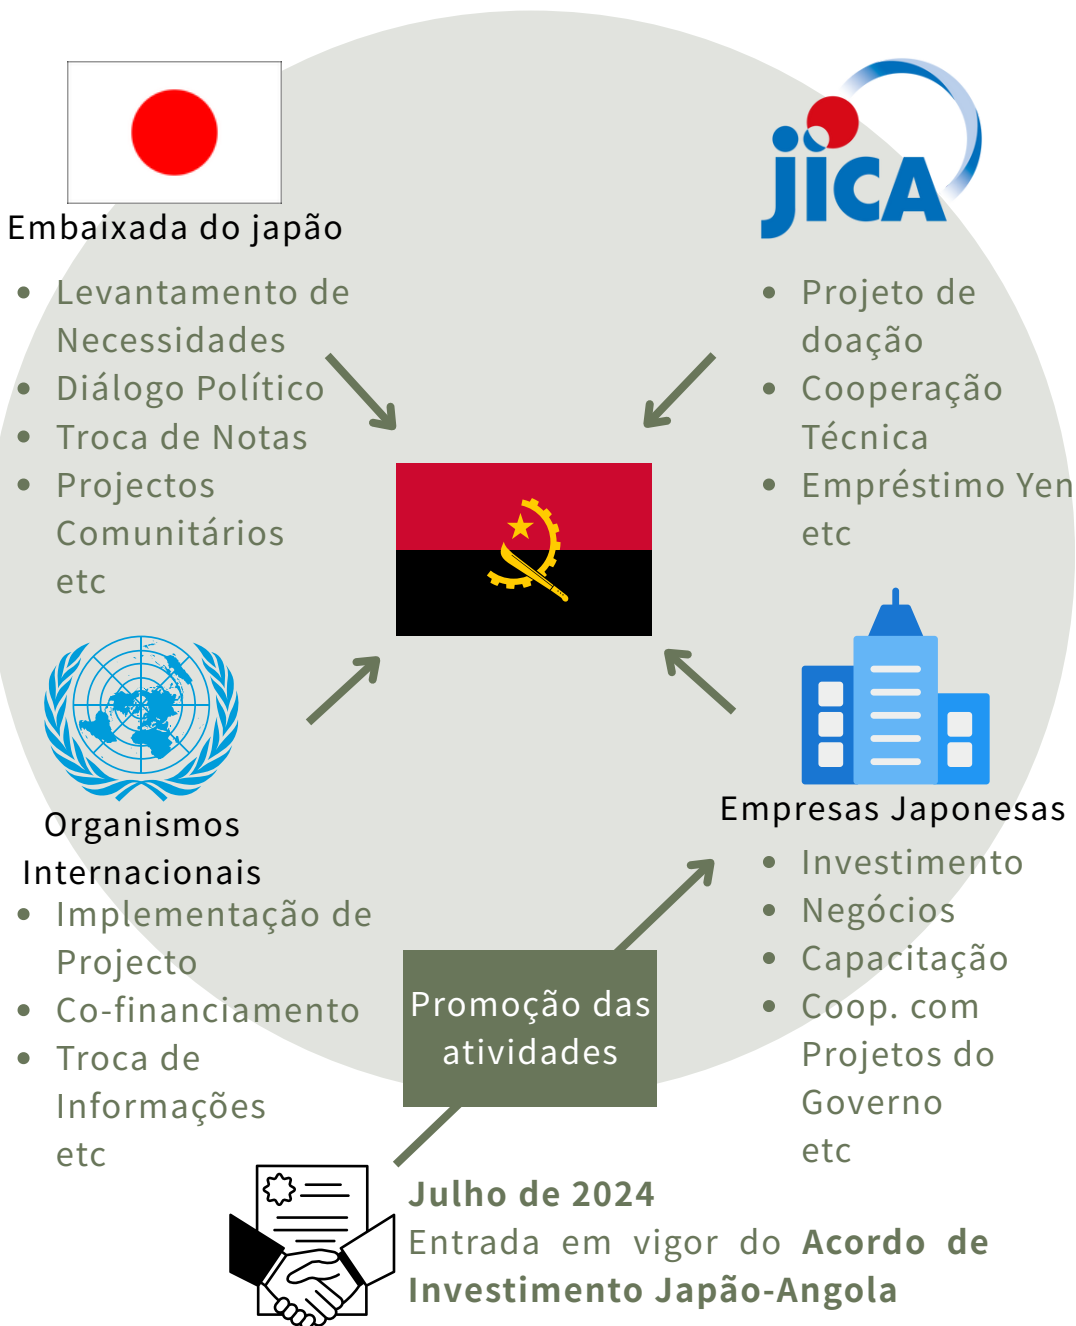 Embaixada do japão
Levantamento de
Necessidades
Diálogo Político
Troca de Notas
Projectos
Comunitários
etc
jICA
Projeto de
doação
Cooperação
Técnica
Empréstimo Yen
etc
Organismos
Internacionais
Implementação de
Projecto
Co-financiamento
Troca de
Informações
etc
Empresas Japonesas
Investimento
Negócios
Capacitação
Coop. com
Projetos do
Governo
etc
Promoção das
atividades
Julho de 2024
Entrada em vigor do Acordo de
Investimento Japão-Angola